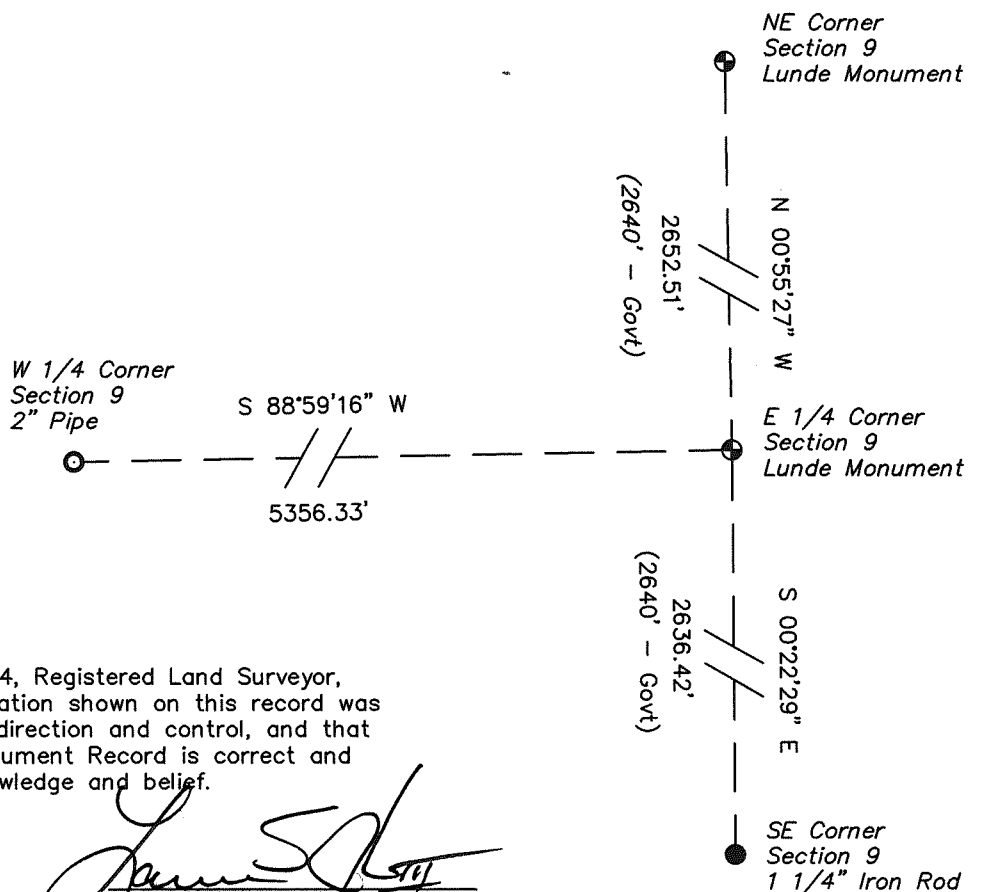 NE Corner
Section 9
Lunde Monument
N 00°55'27" W
2652.51'
(2640' - Govt)
W 1/4 Corner
Section 9
2" Pipe
S 88°59'16" W
5356.33'
E 1/4 Corner
Section 9
Lunde Monument
S 00°22'29" E
2636.42'
(2640' - Govt)
4, Registered Land Surveyor,
ation shown on this record was
direction and control, and that
ument Record is correct and
wledge and belief.
SE Corner
Section 9
1 1/4" Iron Rod